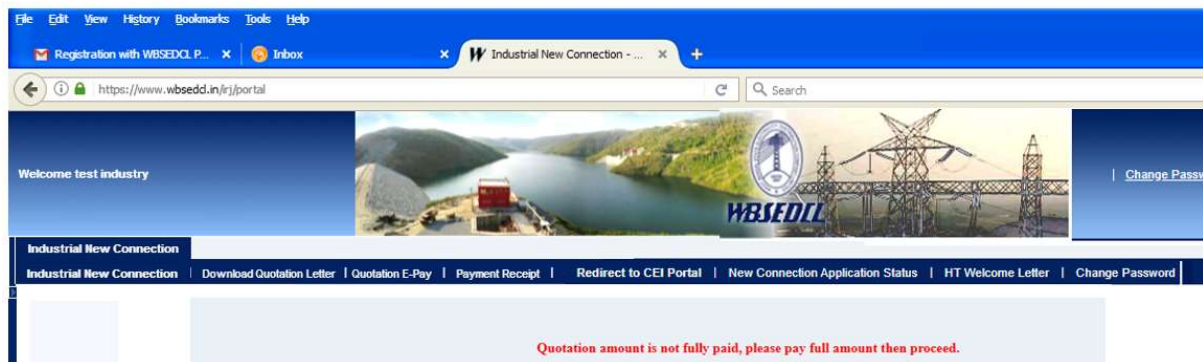 File Edit View History Bookmarks Tools Help
Registration with WBSEDCL P... × Inbox × Industrial New Connection - ... × +
https://www.wbsedcl.in/irj/portal Search
Welcome test industry
WBSEDCL
| Change Passw
Industrial New Connection
Industrial New Connection | Download Quotation Letter | Quotation E-Pay | Payment Receipt | Redirect to CEI Portal | New Connection Application Status | HT Welcome Letter | Change Password
Quotation amount is not fully paid, please pay full amount then proceed.